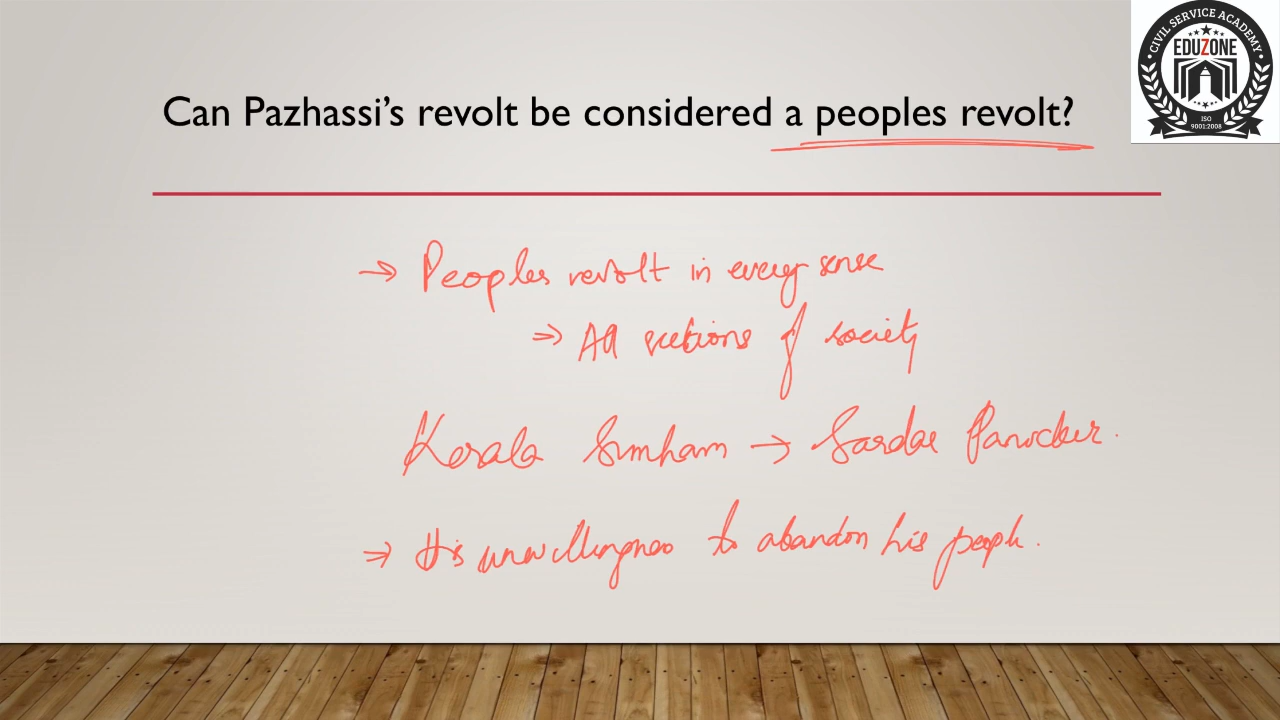 CIVIL SERVICE ACADEMY
EDUZONE
ISO
9001:2008
Can Pazhassi's revolt be considered a peoples revolt?
→ Peoples revolt in every sense
⇒ All sections of society
Kerala Simham → Sardar Panicker.
⇒ His unwillingness to abandon his people.